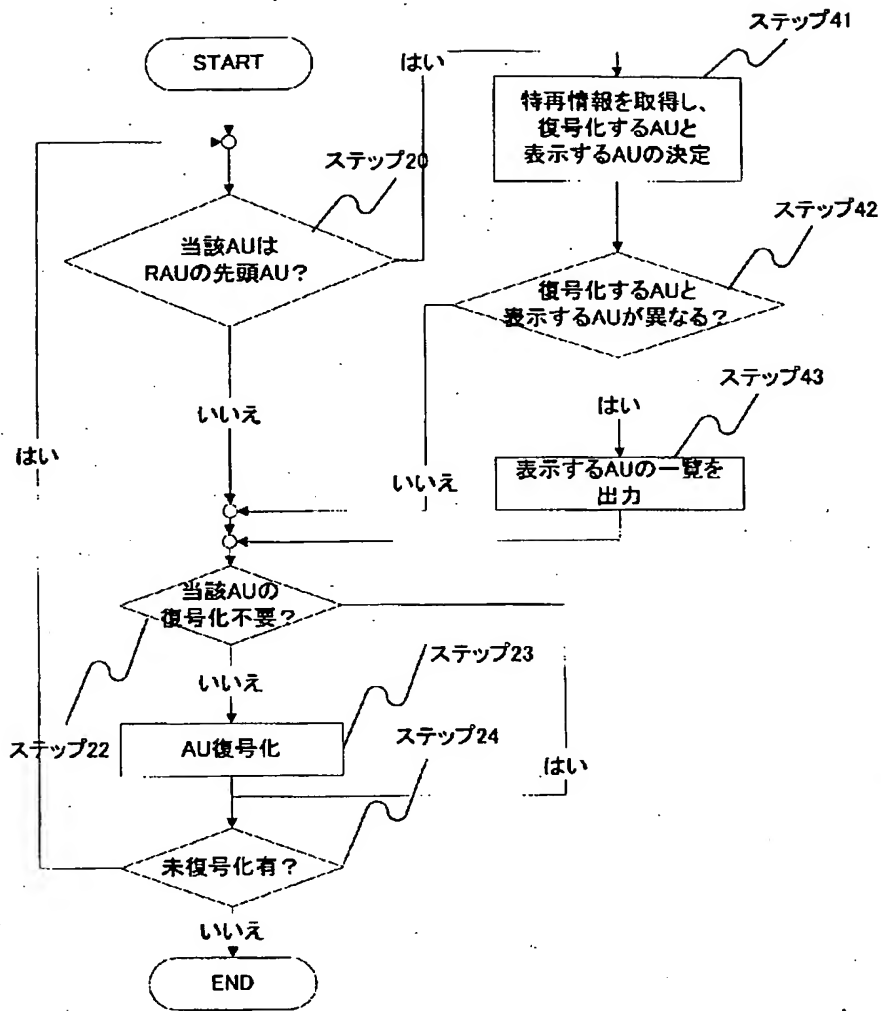 START
はい
ステップ41
特再情報を取得し、
復号化するAUと
表示するAUの決定
ステップ20
当該AUは
RAUの先頭AU?
ステップ42
復号化するAUと
表示するAUが異なる?
ステップ43
はい
いいえ
はい
いいえ
表示するAUの一覧を
出力
当該AUの
復号化不要?
ステップ22
いいえ
ステップ23
AU復号化
ステップ24
はい
未復号化有?
いいえ
END